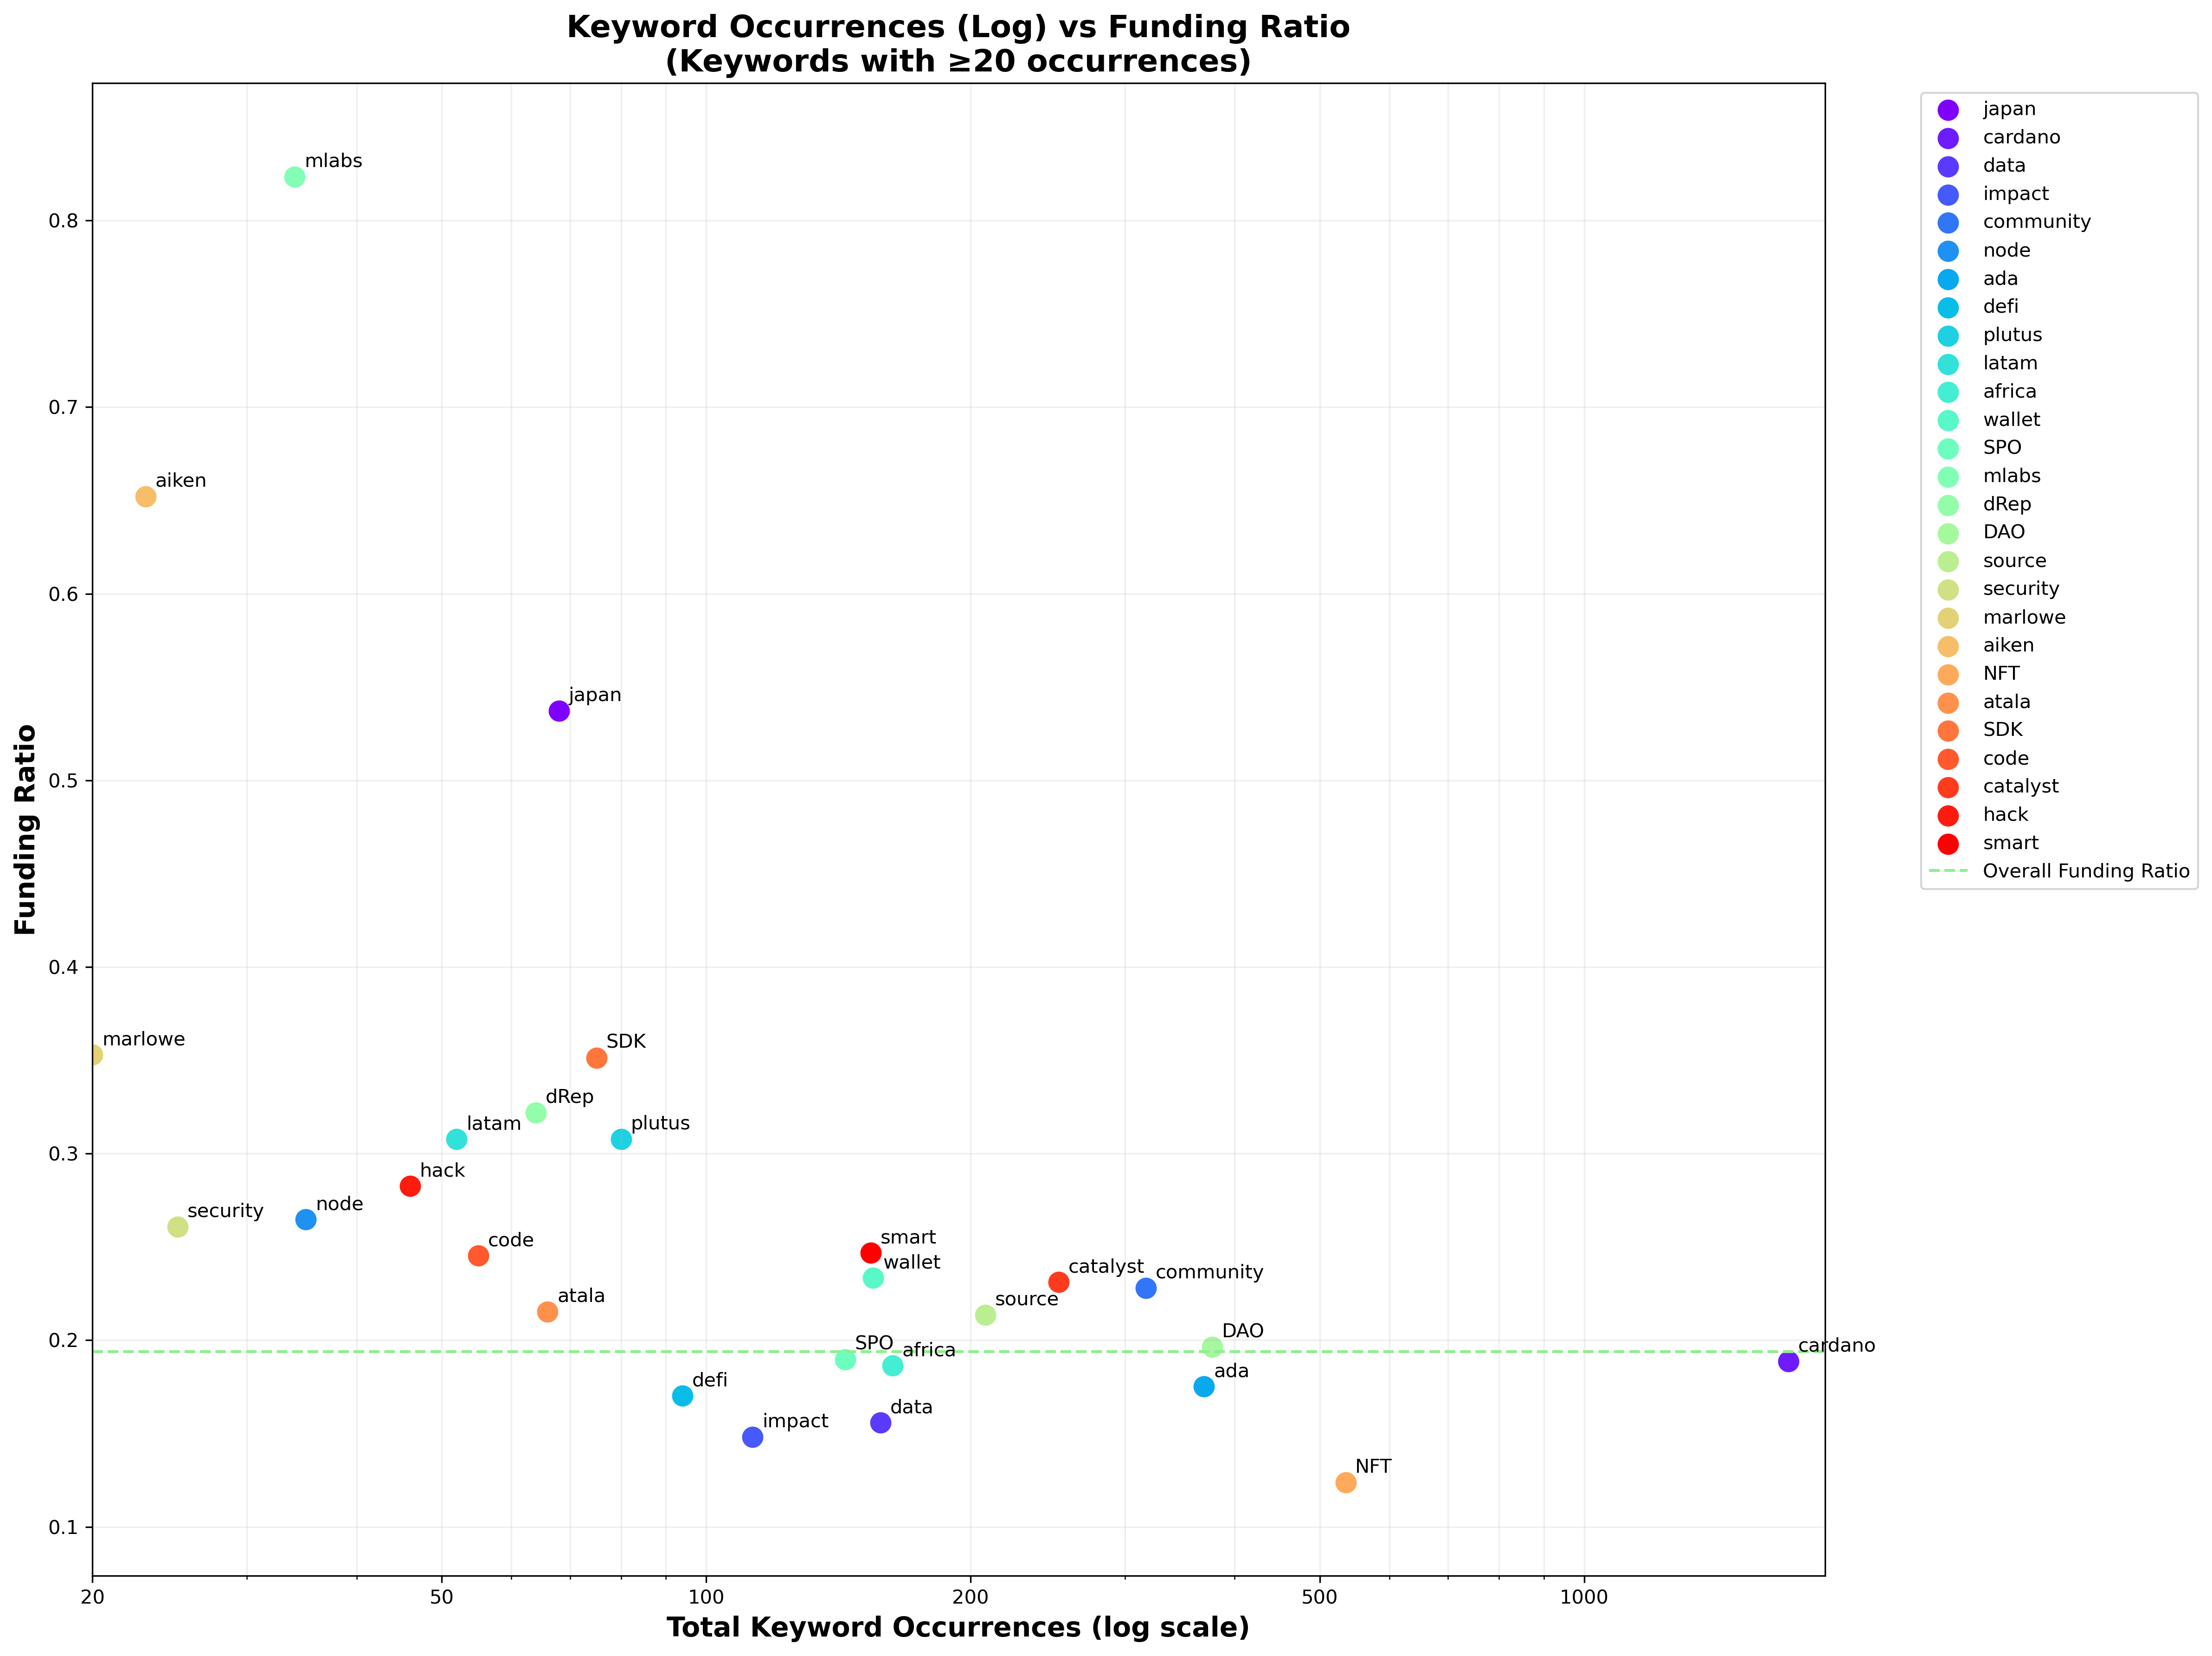 Keyword Occurrences (Log) vs Funding Ratio
(Keywords with ≥20 occurrences)
mlabs
aiken
japan
marlowe
SDK
dRep
latam
plutus
hack
security
node
code
smart
wallet
catalyst
community
atala
source
SPO
africa
DAO
cardano
defi
ada
impact
data
NFT
0.8
0.7
0.6
0.5
0.4
0.3
0.2
0.1
Funding Ratio
20
50
100
200
500
1000
Total Keyword Occurrences (log scale)
japan
cardano
data
impact
community
node
ada
defi
plutus
latam
africa
wallet
SPO
mlabs
dRep
DAO
source
security
marlowe
aiken
NFT
atala
SDK
code
catalyst
hack
smart
Overall Funding Ratio